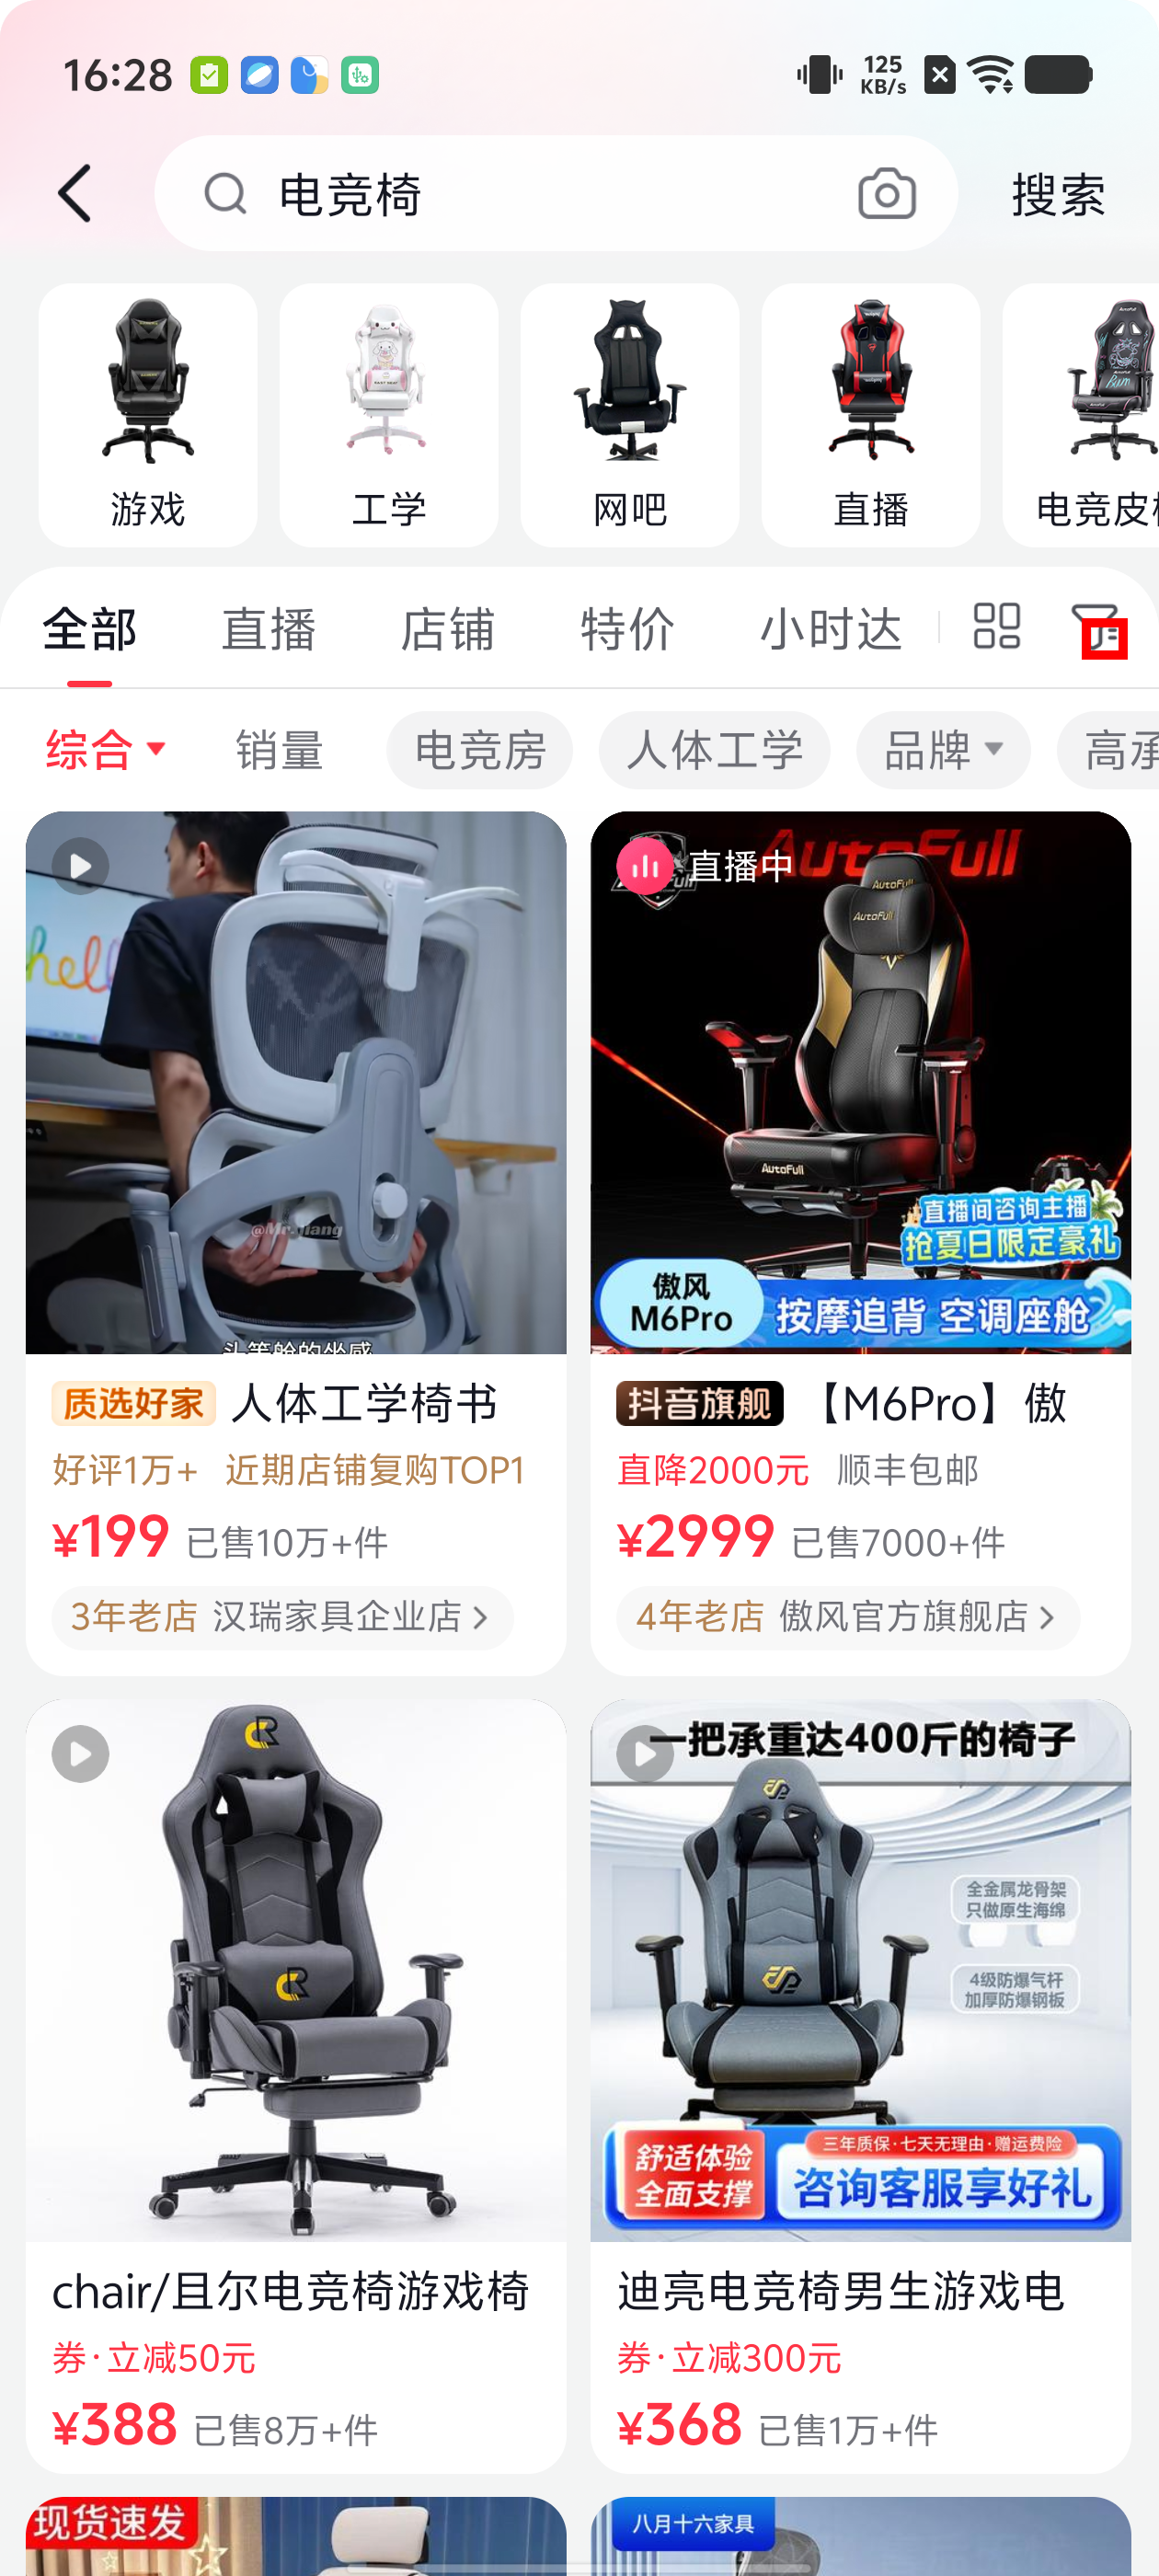 16:28
125
KB/s
电竞椅
搜索
游戏
工学
网吧
直播
电竞皮
全部
直播
店铺
特价
小时达
综合
销量
电竞房
人体工学
品牌
高承
hell
@Mr.Jiang
头等舱的坐感
直播中
AutoFull
AutoFull
AutoFull
AutoFull
直播间咨询主播
抢夏日限定豪礼
傲风
M6Pro
按摩追背 空调座舱
质选好家 人体工学椅书
好评1万+ 近期店铺复购TOP1
¥199 已售10万+件
3年老店 汉瑞家具企业店
抖音旗舰 【M6Pro】傲
直降2000元 顺丰包邮
¥2999 已售7000+件
4年老店 傲风官方旗舰店
一把承重达400斤的椅子
全金属龙骨架
只做原生海绵
4级防爆气杆
加厚防爆钢板
舒适体验
全面支撑
三年质保·七天无理由·赠运费险
咨询客服享好礼
chair/且尔电竞椅游戏椅
券·立减50元
¥388 已售8万+件
迪亮电竞椅男生游戏电
券·立减300元
¥368 已售1万+件
现货速发
八月十六家具